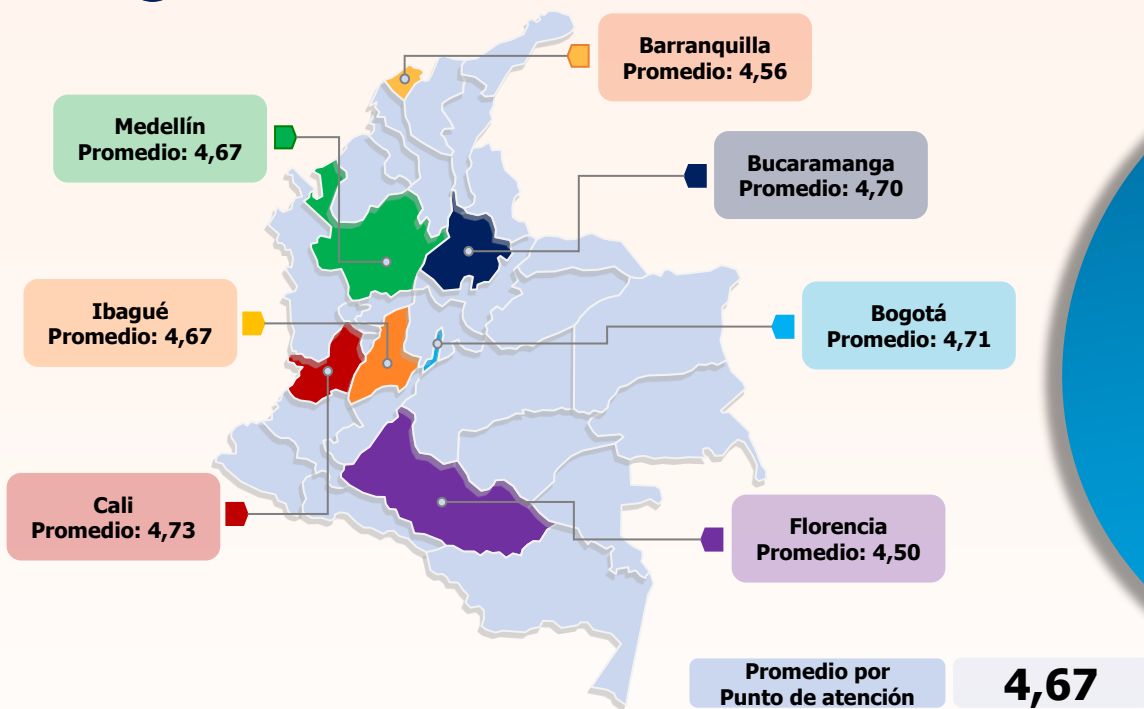 Barranquilla
Promedio: 4,56
Medellín
Promedio: 4,67
Bucaramanga
Promedio: 4,70
Ibagué
Promedio: 4,67
Bogotá
Promedio: 4,71
Cali
Promedio: 4,73
Florencia
Promedio: 4,50
Promedio por
Punto de atención
4,67